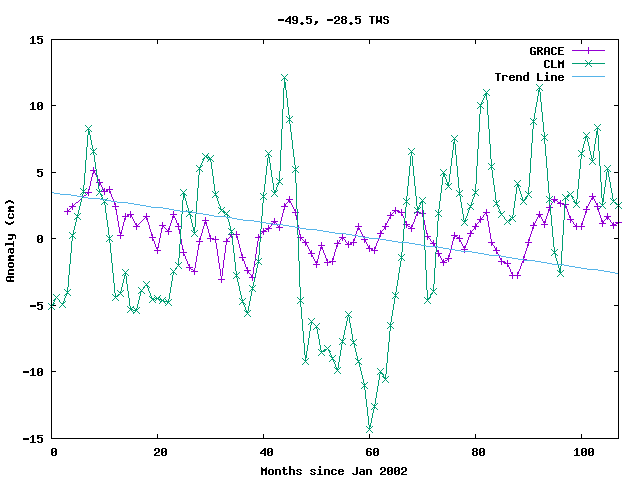 -49.5, -28.5 TWS
GRACE
CLM
Trend Line
15
10
5
0
-5
-10
-15
Anomaly (cm)
0 20 40 60 80 100
Months since Jan 2002